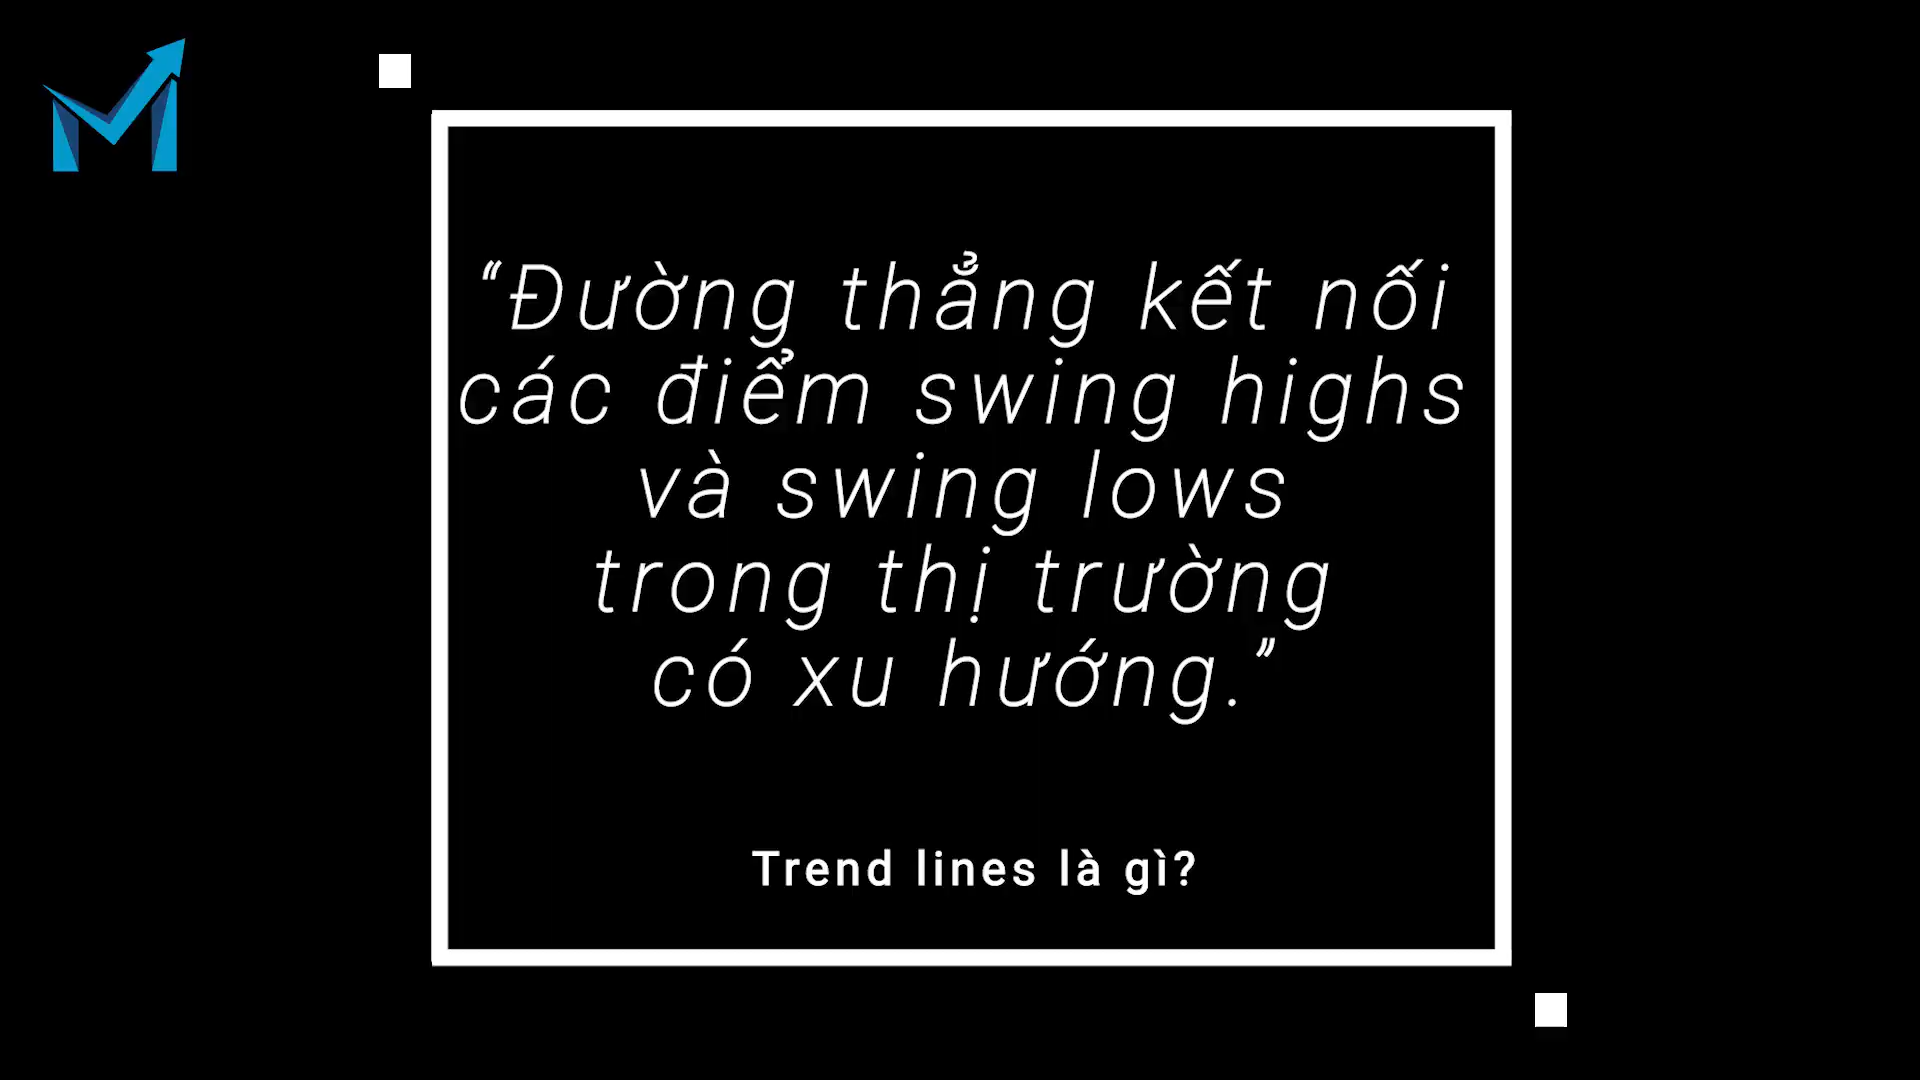 “Đường thẳng kết nối
các điểm swing highs
và swing lows
trong thị trường
có xu hướng.”
Trend lines là gì?